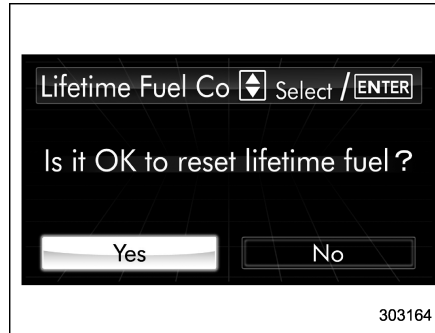 Lifetime Fuel Co Select / ENTER
Is it OK to reset lifetime fuel?
Yes No
303164